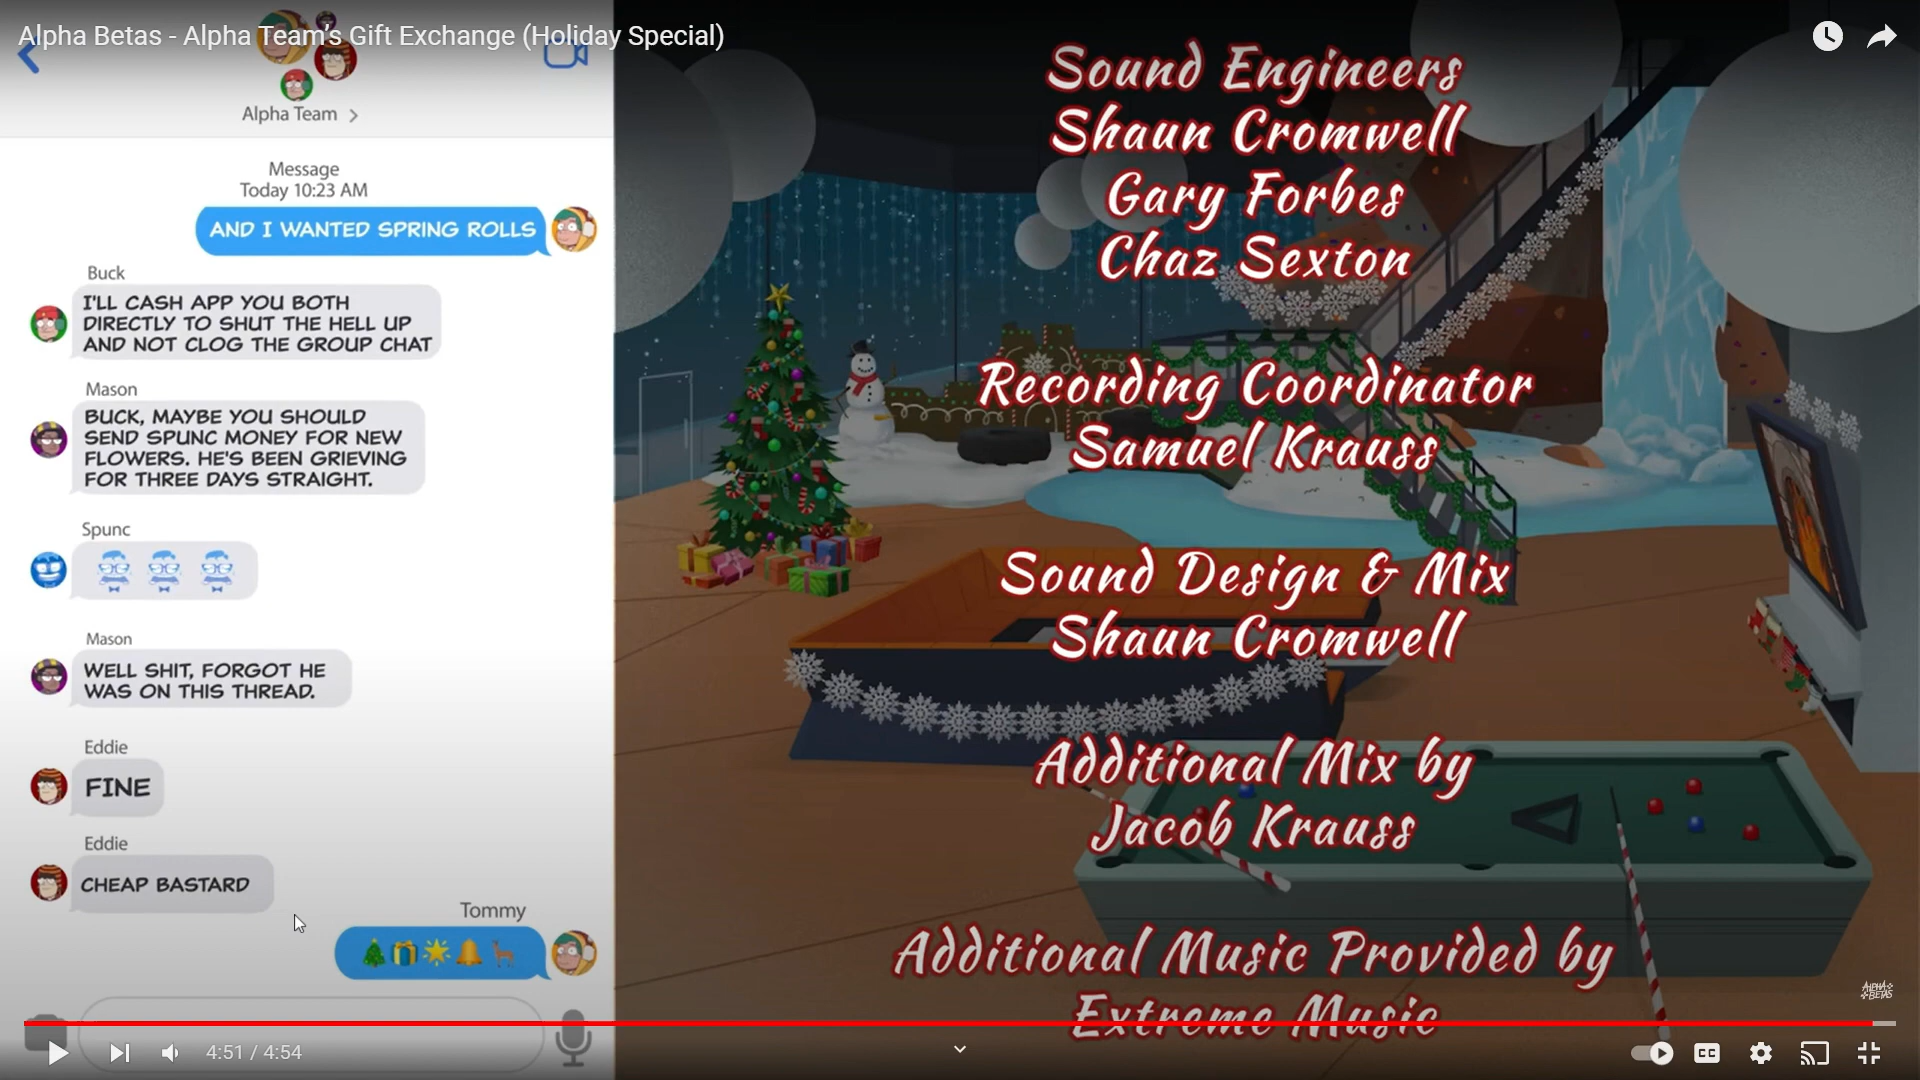 Alpha Betas - Alpha Team's Gift Exchange (Holiday Special)
Alpha Team >
Message
Today 10:23 AM
AND I WANTED SPRING ROLLS
Buck
I'LL CASH APP YOU BOTH
DIRECTLY TO SHUT THE HELL UP
AND NOT CLOG THE GROUP CHAT
Mason
BUCK, MAYBE YOU SHOULD
SEND SPUNC MONEY FOR NEW
FLOWERS. HE'S BEEN GRIEVING
FOR THREE DAYS STRAIGHT.
Spunc
Mason
WELL SHIT, FORGOT HE
WAS ON THIS THREAD.
Eddie
FINE
Eddie
CHEAP BASTARD
Tommy
Sound Engineers
Shaun Cromwell
Gary Forbes
Chaz Sexton
Recording Coordinator
Samuel Krauss
Sound Design & Mix
Shaun Cromwell
Additional Mix by
Jacob Krauss
Additional Music Provided by
Extreme Music
ALPHA
BETAS
4:51 / 4:54
CC